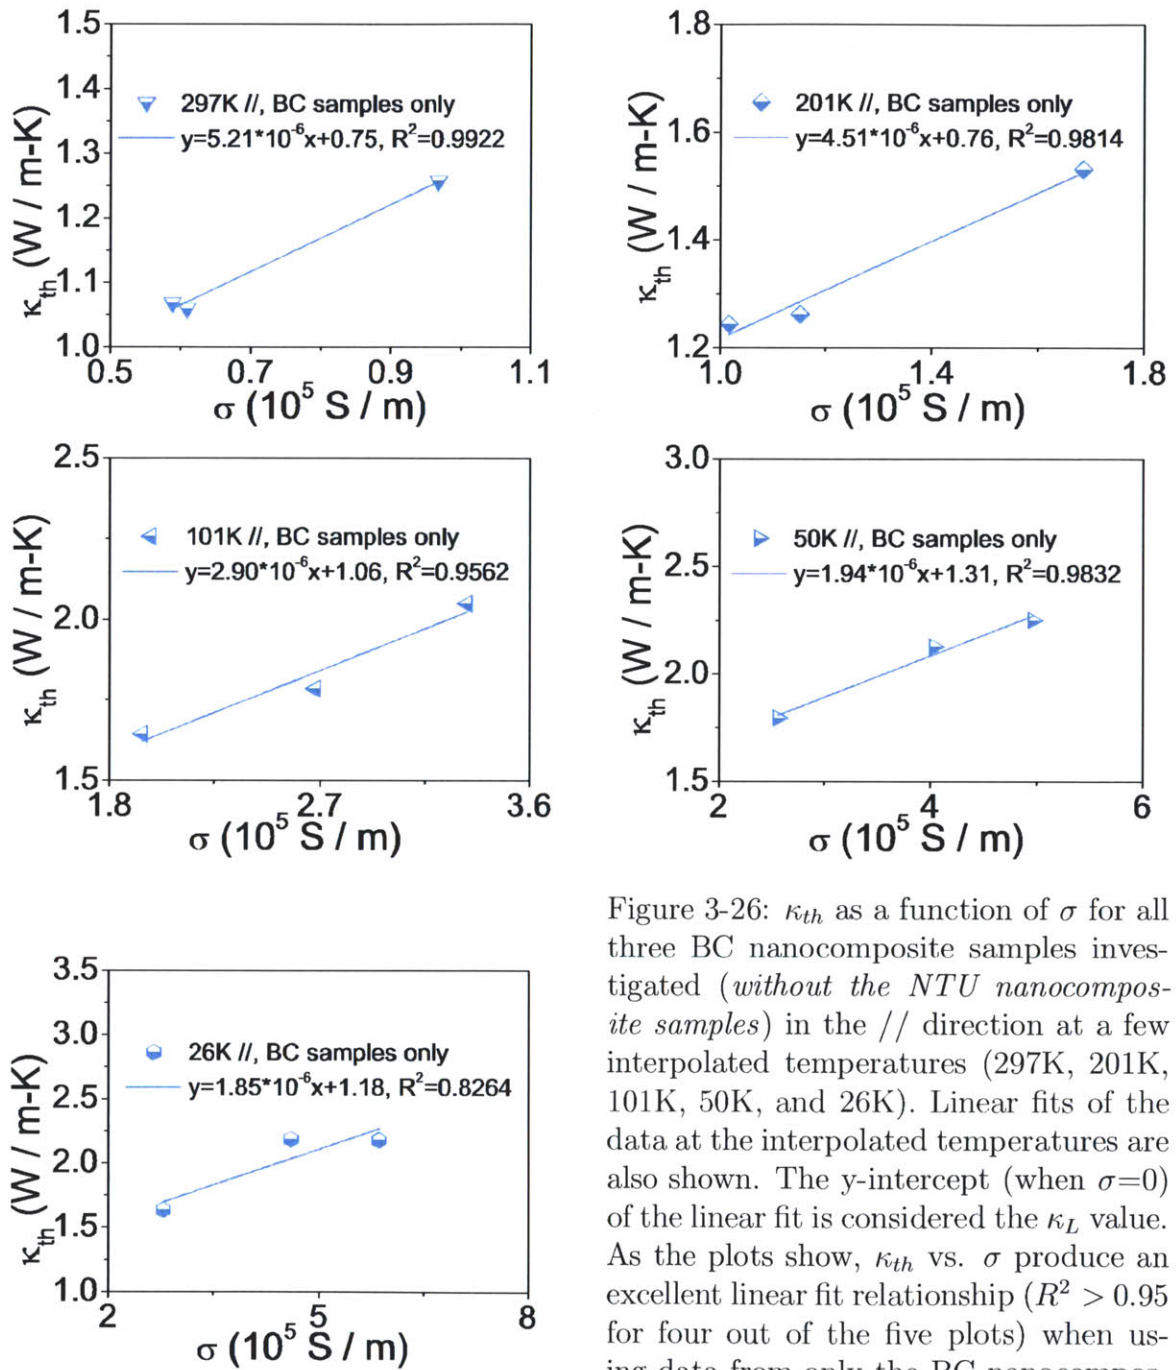 1.5
1.4
1.3
1.2
1.1
1.0
κth (W / m-K)
297K //, BC samples only
y=5.21*10⁻⁶x+0.75, R²=0.9922
0.5 0.7 0.9 1.1
σ (10⁵ S / m)
1.8
1.6
1.4
1.2
κth (W / m-K)
201K //, BC samples only
y=4.51*10⁻⁶x+0.76, R²=0.9814
1.0 1.4 1.8
σ (10⁵ S / m)
2.5
2.0
1.5
κth (W / m-K)
101K //, BC samples only
y=2.90*10⁻⁶x+1.06, R²=0.9562
1.8 2.7 3.6
σ (10⁵ S / m)
3.0
2.5
2.0
1.5
κth (W / m-K)
50K //, BC samples only
y=1.94*10⁻⁶x+1.31, R²=0.9832
2 4 6
σ (10⁵ S / m)
3.5
3.0
2.5
2.0
1.5
1.0
κth (W / m-K)
26K //, BC samples only
y=1.85*10⁻⁶x+1.18, R²=0.8264
2 5 8
σ (10⁵ S / m)
Figure 3-26: κth as a function of σ for all
three BC nanocomposite samples inves-
tigated (without the NTU nanocompos-
ite samples) in the // direction at a few
interpolated temperatures (297K, 201K,
101K, 50K, and 26K). Linear fits of the
data at the interpolated temperatures are
also shown. The y-intercept (when σ=0)
of the linear fit is considered the κL value.
As the plots show, κth vs. σ produce an
excellent linear fit relationship (R² > 0.95
for four out of the five plots) when us-
ing data from only the BC nanocompos-